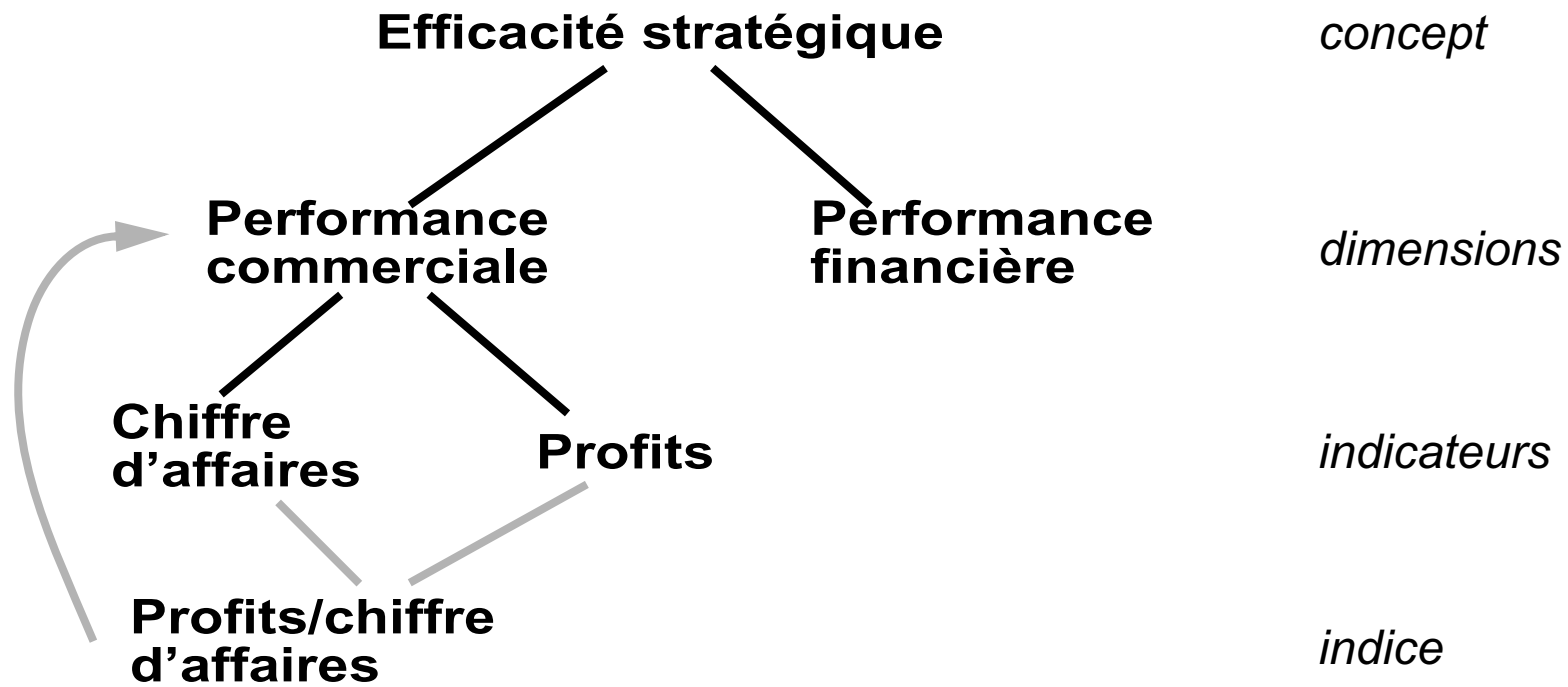 Efficacité stratégique
concept
Performance
commerciale
Performance
financière
dimensions
Chiffre
d’affaires
Profits
indicateurs
Profits/chiffre
d’affaires
indice